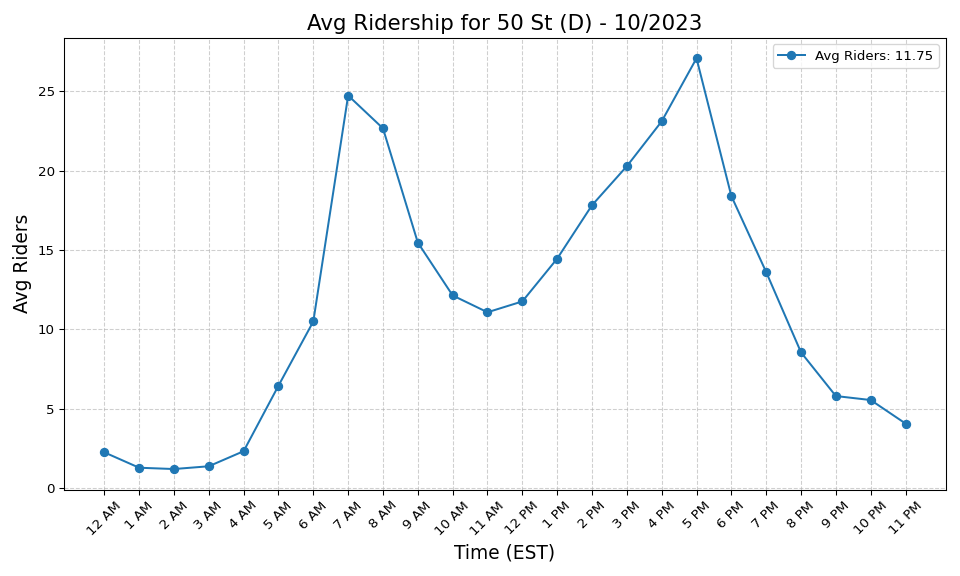 Avg Ridership for 50 St (D) - 10/2023
Avg Riders: 11.75
Avg Riders
25
20
15
10
5
0
12 AM
1 AM
2 AM
3 AM
4 AM
5 AM
6 AM
7 AM
8 AM
9 AM
10 AM
11 AM
12 PM
1 PM
2 PM
3 PM
4 PM
5 PM
6 PM
7 PM
8 PM
9 PM
10 PM
11 PM
Time (EST)